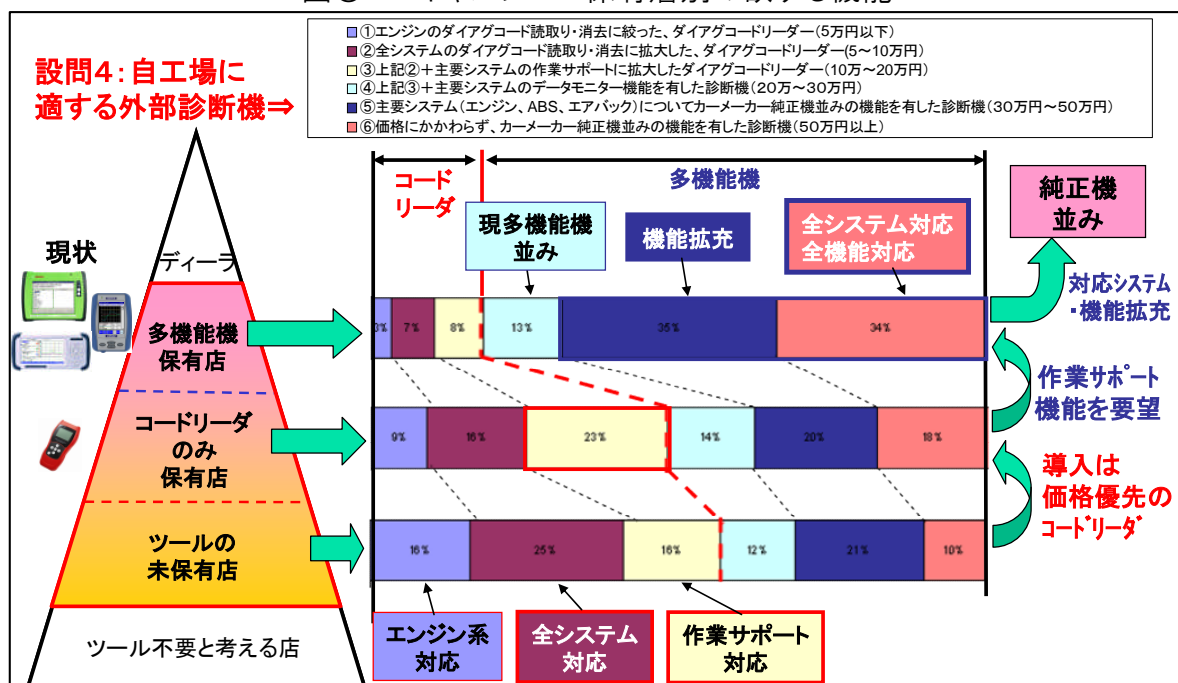 設問4：自工場に
適する外部診断機⇒
①エンジンのダイアグコード読取り・消去に絞った、ダイアグコードリーダー(5万円以下)
②全システムのダイアグコード読取り・消去に拡大した、ダイアグコードリーダー(5～10万円)
③上記②＋主要システムの作業サポートに拡大したダイアグコードリーダー(10万～20万円)
④上記③＋主要システムのデータモニター機能を有した診断機(20万～30万円)
⑤主要システム(エンジン、ABS、エアバック)についてカーメーカー純正機並みの機能を有した診断機(30万円～50万円)
⑥価格にかかわらず、カーメーカー純正機並みの機能を有した診断機(50万円以上)
コード
リーダ
多機能機
現多機能機
並み
機能拡充
全システム対応
全機能対応
純正機
並み
現状
ディーラ
多機能機
保有店
3% 7% 8% 13% 35% 34%
対応システム
・機能拡充
コードリーダ
のみ
保有店
9% 16% 23% 14% 20% 18%
作業サポート
機能を要望
ツールの
未保有店
16% 25% 16% 12% 21% 10%
導入は
価格優先の
コードリーダ
ツール不要と考える店
エンジン系
対応
全システム
対応
作業サポート
対応